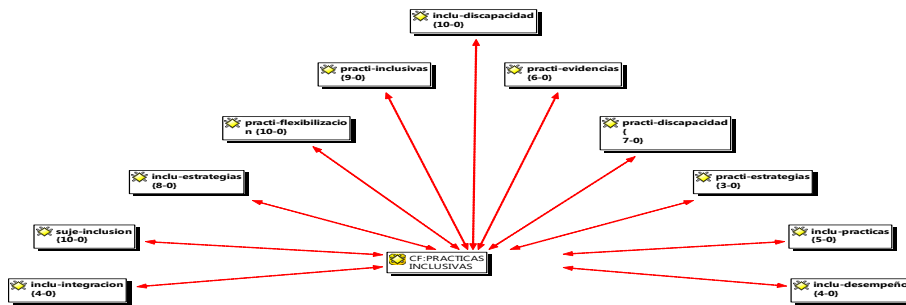 inclu-discapacidad
{10-0}
practi-inclusivas
{9-0}
practi-evidencias
{6-0}
practi-flexibilizacio
n {10-0}
practi-discapacidad
{
7-0}
inclu-estrategias
{8-0}
practi-estrategias
{3-0}
suje-inclusion
{10-0}
inclu-practicas
{5-0}
CF:PRACTICAS
INCLUSIVAS
inclu-integracion
{4-0}
inclu-desempeño
{4-0}